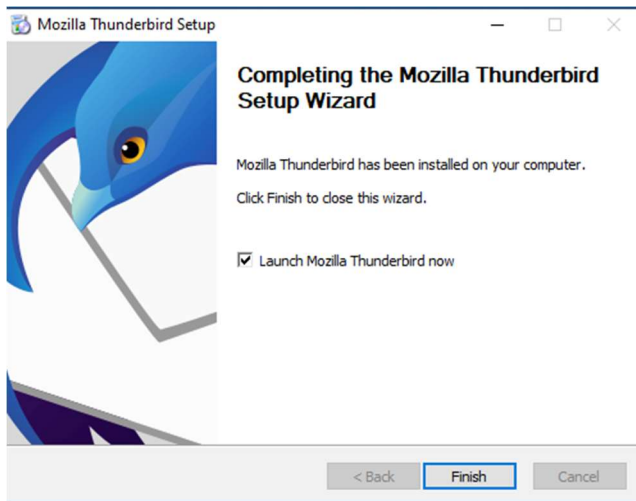 Mozilla Thunderbird Setup
Completing the Mozilla Thunderbird
Setup Wizard
Mozilla Thunderbird has been installed on your computer.
Click Finish to close this wizard.
Launch Mozilla Thunderbird now
< Back Finish Cancel